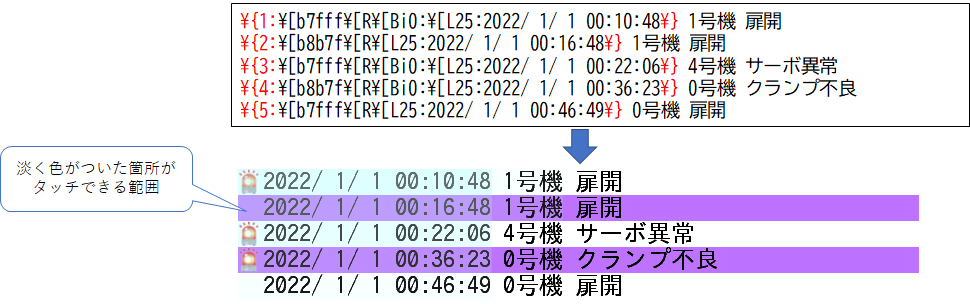 ¥{1:¥[b7fff¥[R¥[Bi0:¥[L25:2022/ 1/ 1 00:10:48¥} 1号機 扉開
¥{2:¥[b8b7f¥[R¥[L25:2022/ 1/ 1 00:16:48¥} 1号機 扉開
¥{3:¥[b7fff¥[R¥[Bi0:¥[L25:2022/ 1/ 1 00:22:06¥} 4号機 サーボ異常
¥{4:¥[b8b7f¥[R¥[Bi0:¥[L25:2022/ 1/ 1 00:36:23¥} 0号機 クランプ不良
¥{5:¥[b7fff¥[R¥[L25:2022/ 1/ 1 00:46:49¥} 0号機 扉開
淡く色がついた箇所が
タッチできる範囲
2022/ 1/ 1 00:10:48 1号機 扉開
2022/ 1/ 1 00:16:48 1号機 扉開
2022/ 1/ 1 00:22:06 4号機 サーボ異常
2022/ 1/ 1 00:36:23 0号機 クランプ不良
2022/ 1/ 1 00:46:49 0号機 扉開